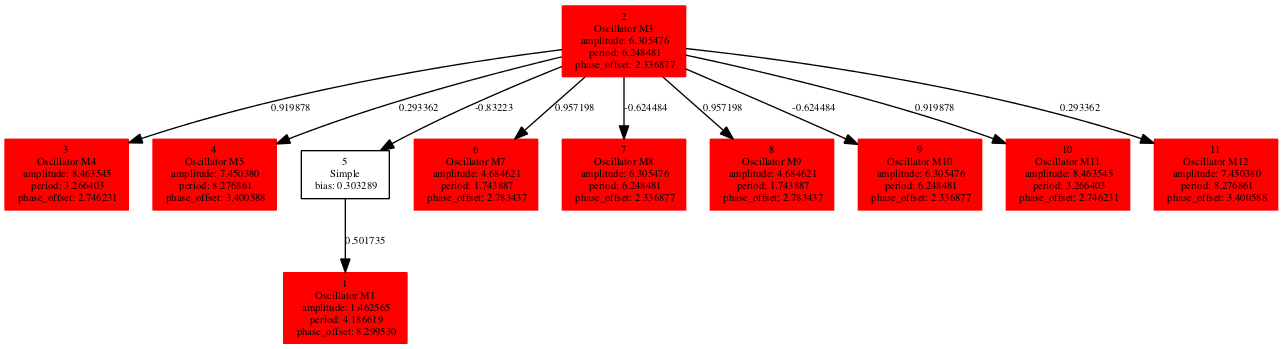 2
Oscillator M3
amplitude: 6.305476
period: 6.248481
phase_offset: 2.336877
0.919878
0.293362
-0.83223
0.957198
-0.624484
0.957198
-0.624484
0.919878
0.293362
3
Oscillator M4
amplitude: 8.463545
period: 3.266403
phase_offset: 2.746231
4
Oscillator M5
amplitude: 7.450380
period: 8.276861
phase_offset: 3.400588
5
Simple
bias: 0.303289
6
Oscillator M7
amplitude: 4.684621
period: 1.743887
phase_offset: 2.783437
7
Oscillator M8
amplitude: 6.305476
period: 6.248481
phase_offset: 2.336877
8
Oscillator M9
amplitude: 4.684621
period: 1.743887
phase_offset: 2.783437
9
Oscillator M10
amplitude: 6.305476
period: 6.248481
phase_offset: 2.336877
10
Oscillator M11
amplitude: 8.463545
period: 3.266403
phase_offset: 2.746231
11
Oscillator M12
amplitude: 7.450380
period: 8.276861
phase_offset: 3.400588
0.501735
1
Oscillator M1
amplitude: 1.462565
period: 4.186619
phase_offset: 8.299530